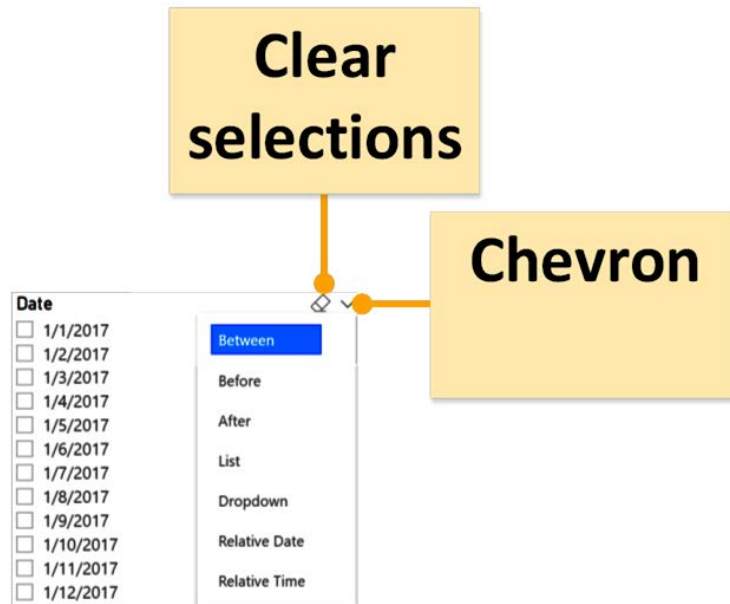 Clear
selections
Chevron
Date
1/1/2017
1/2/2017
1/3/2017
1/4/2017
1/5/2017
1/6/2017
1/7/2017
1/8/2017
1/9/2017
1/10/2017
1/11/2017
1/12/2017
Between
Before
After
List
Dropdown
Relative Date
Relative Time